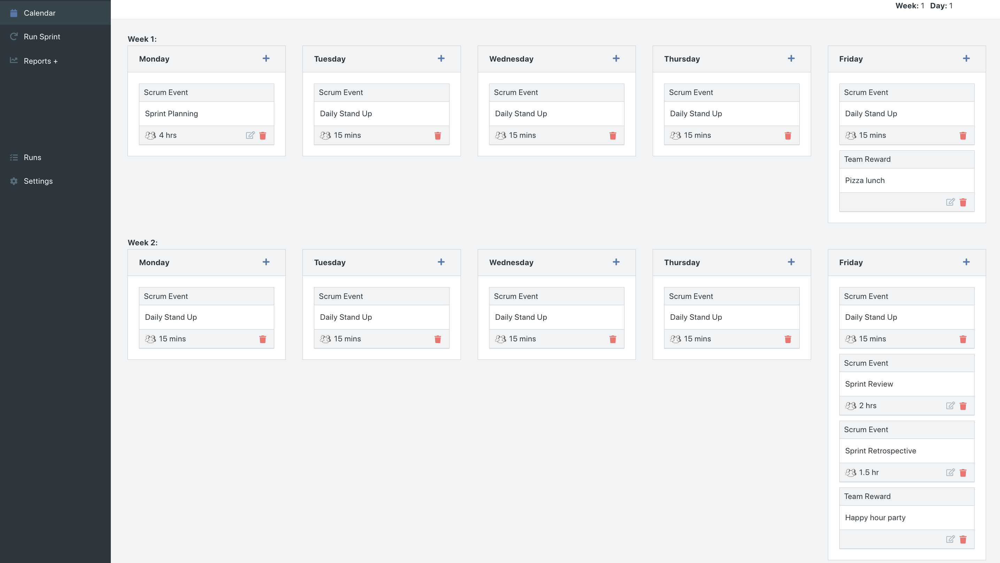 Calendar
Run Sprint
Reports +
Runs
Settings
Week: 1 Day: 1
Week 1:
Monday
Scrum Event
Sprint Planning
4 hrs
Tuesday
Scrum Event
Daily Stand Up
15 mins
Wednesday
Scrum Event
Daily Stand Up
15 mins
Thursday
Scrum Event
Daily Stand Up
15 mins
Friday
Scrum Event
Daily Stand Up
15 mins
Team Reward
Pizza lunch
Week 2:
Monday
Scrum Event
Daily Stand Up
15 mins
Tuesday
Scrum Event
Daily Stand Up
15 mins
Wednesday
Scrum Event
Daily Stand Up
15 mins
Thursday
Scrum Event
Daily Stand Up
15 mins
Friday
Scrum Event
Daily Stand Up
15 mins
Scrum Event
Sprint Review
2 hrs
Scrum Event
Sprint Retrospective
1.5 hr
Team Reward
Happy hour party